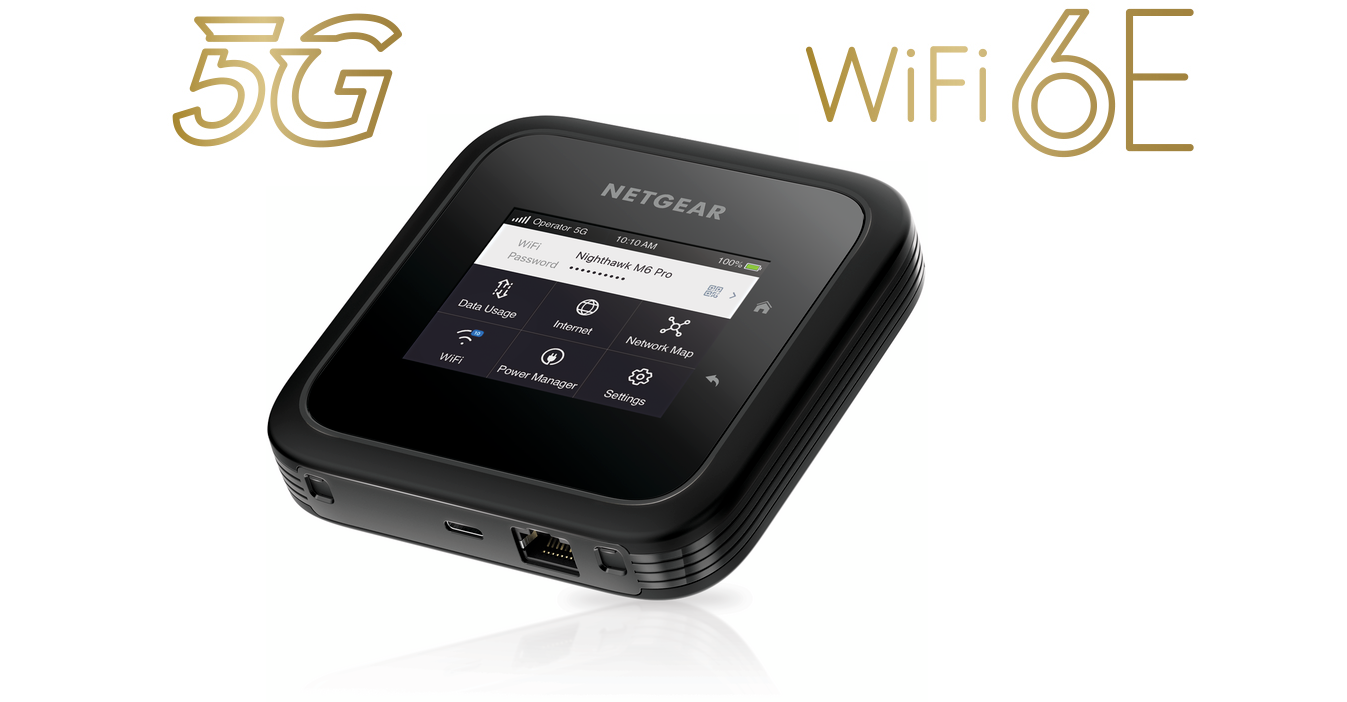 5G
WiFi 6E
NETGEAR
Operator 5G 10:10 AM 100%
WiFi Nighthawk M6 Pro
Password ••••••••••
Data Usage Internet Network Map
10
WiFi Power Manager Settings